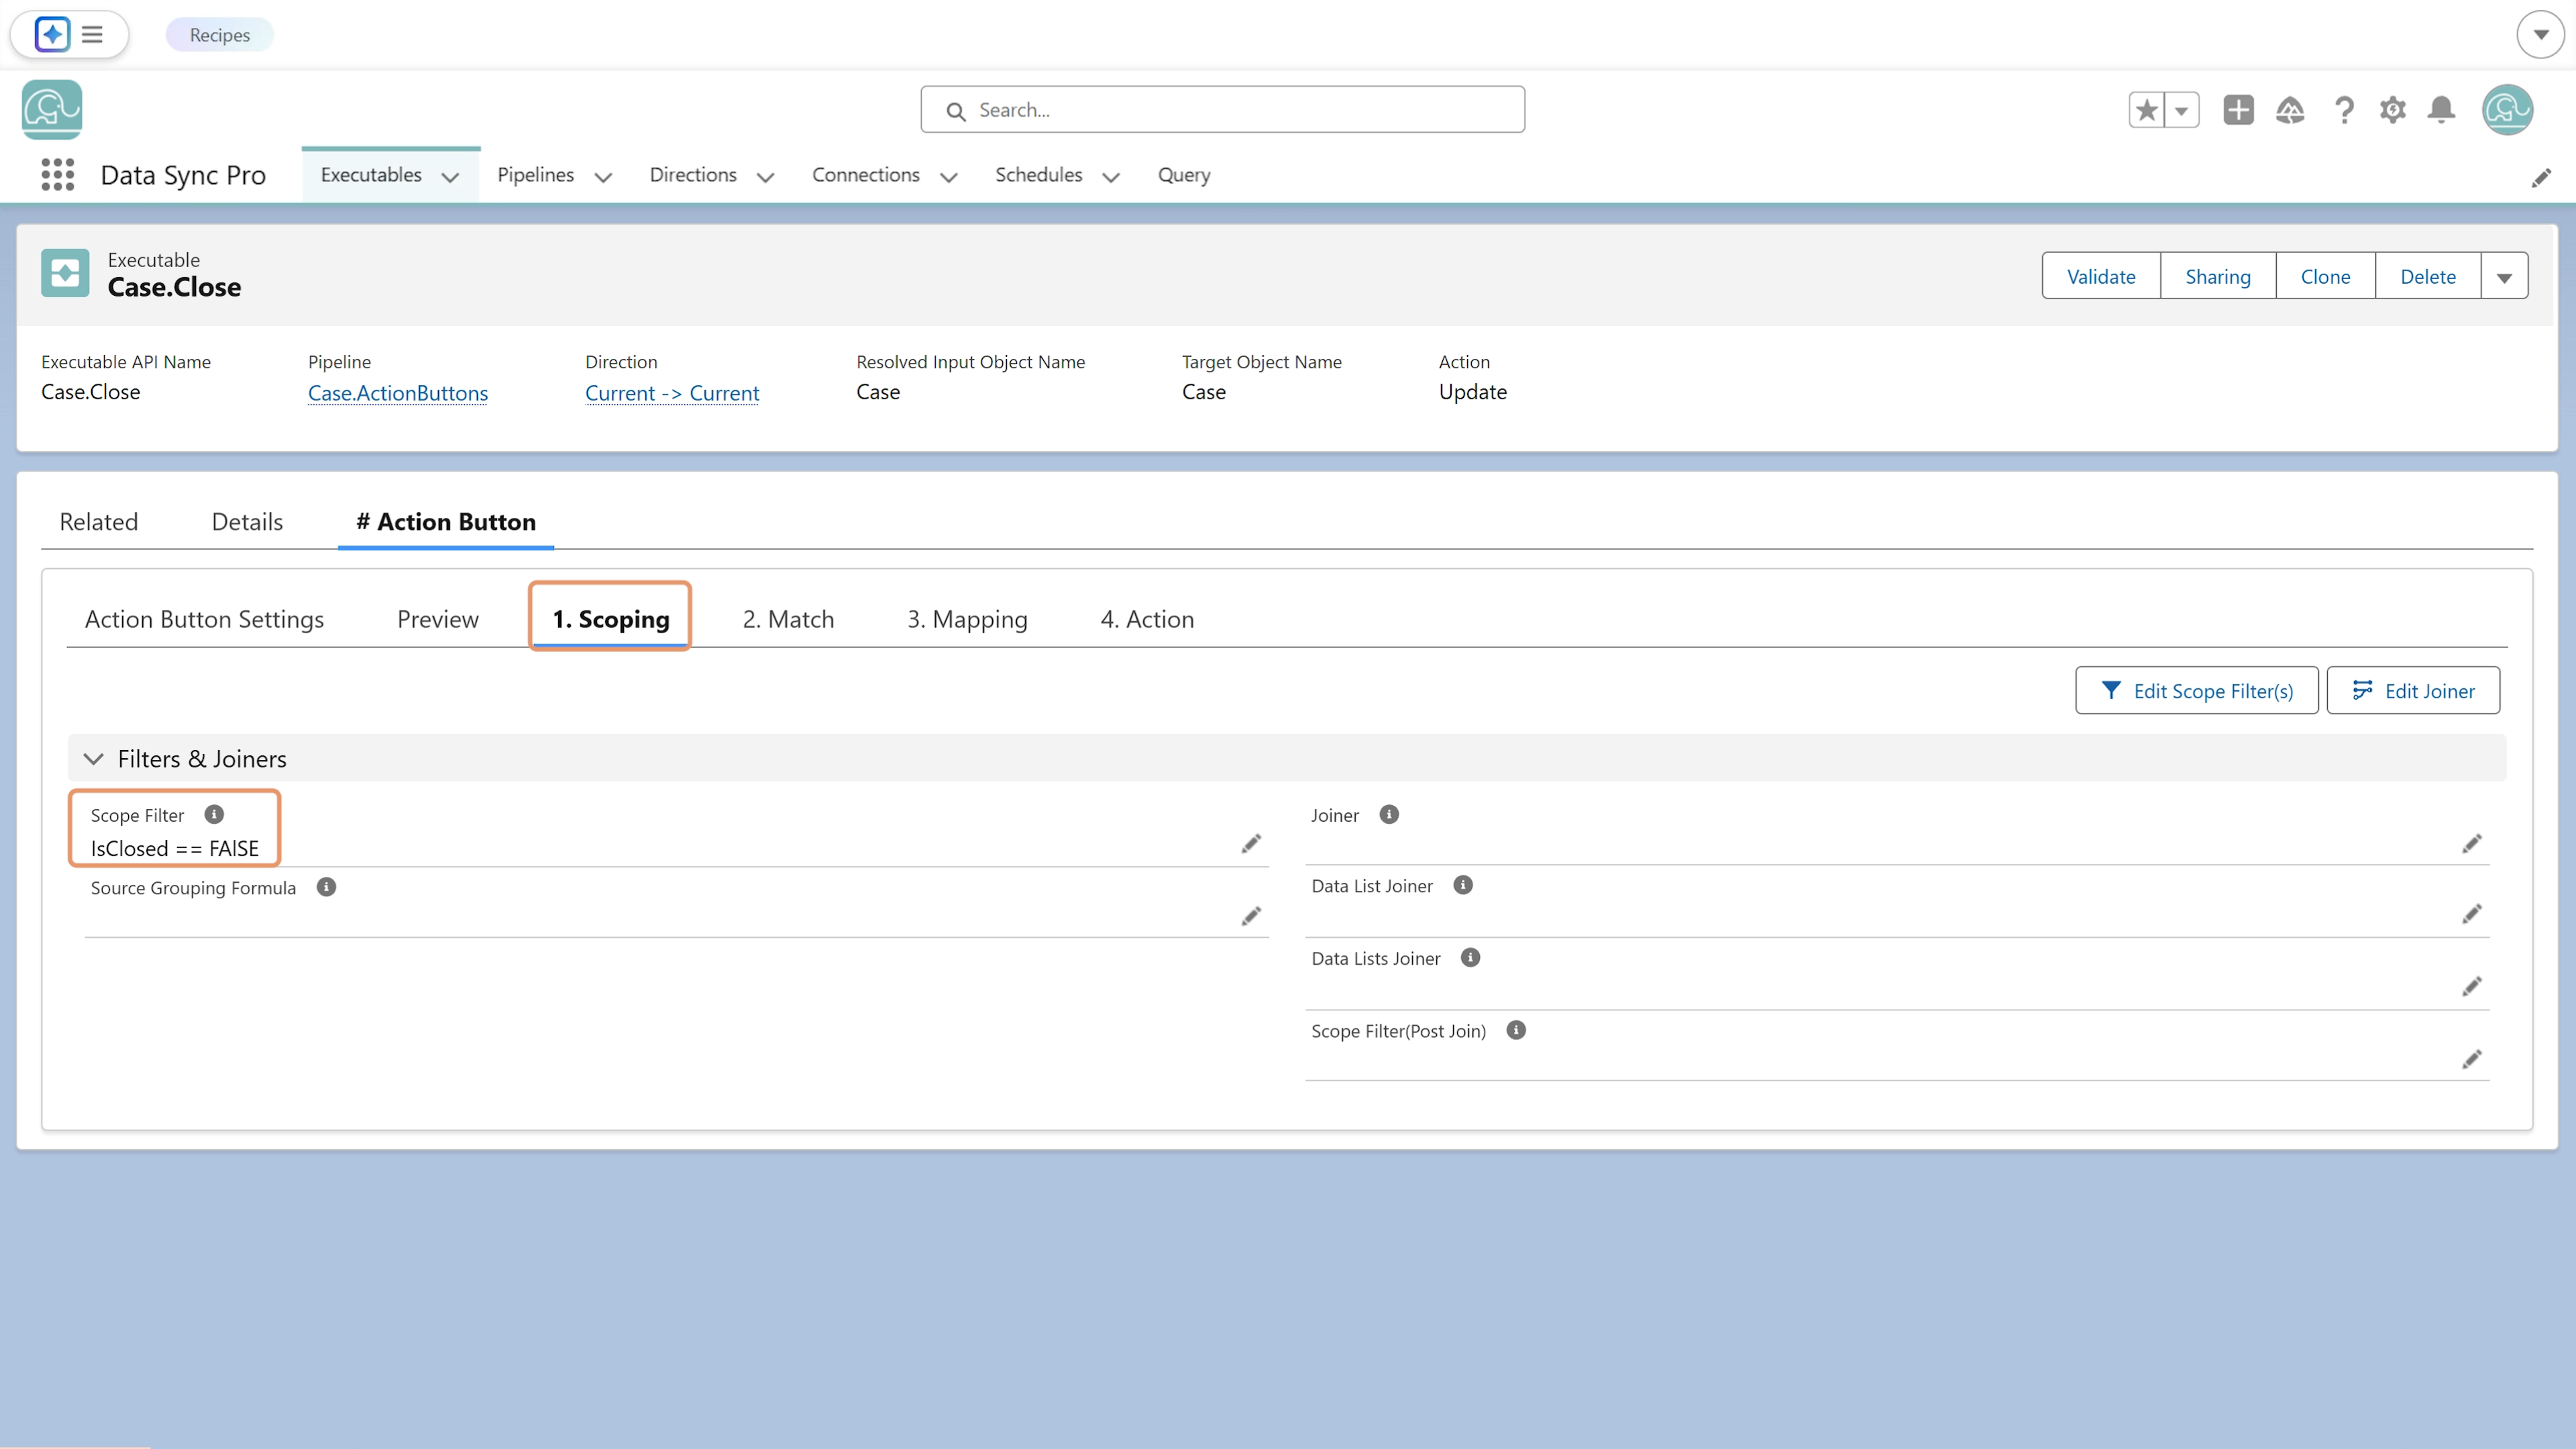 Recipes
Search...
Data Sync Pro
Executables
Pipelines
Directions
Connections
Schedules
Query
Executable
Case.Close
Validate
Sharing
Clone
Delete
Executable API Name
Pipeline
Direction
Resolved Input Object Name
Target Object Name
Action
Case.Close
Case.ActionButtons
Current -> Current
Case
Case
Update
Related
Details
# Action Button
Action Button Settings
Preview
1. Scoping
2. Match
3. Mapping
4. Action
Edit Scope Filter(s)
Edit Joiner
Filters & Joiners
Scope Filter
IsClosed == FAlSE
Source Grouping Formula
Joiner
Data List Joiner
Data Lists Joiner
Scope Filter(Post Join)